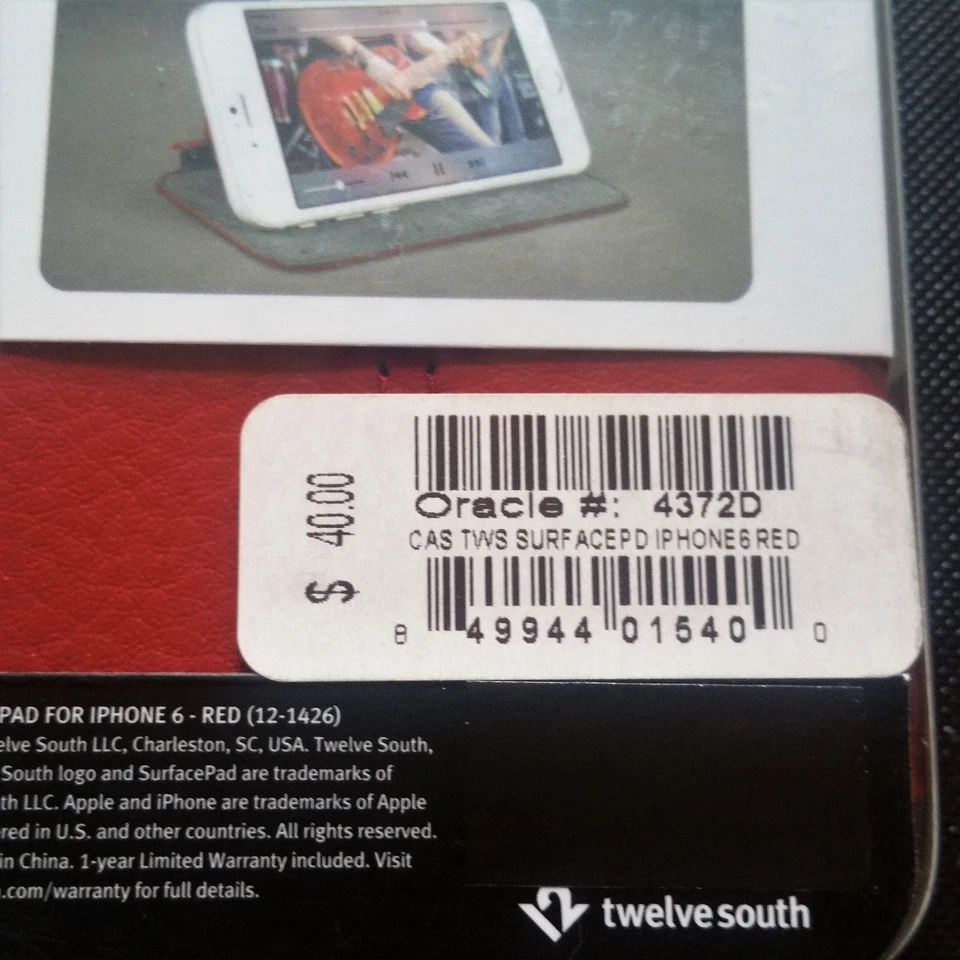 $ 40.00
Oracle #: 4372D
CAS TWS SURFACEPD IPHONE6 RED
8 49944 01540 0
PAD FOR IPHONE 6 - RED (12-1426)
elve South LLC, Charleston, SC, USA. Twelve South,
South logo and SurfacePad are trademarks of
th LLC. Apple and iPhone are trademarks of Apple
red in U.S. and other countries. All rights reserved.
in China. 1-year Limited Warranty included. Visit
.com/warranty for full details.
12 twelve south